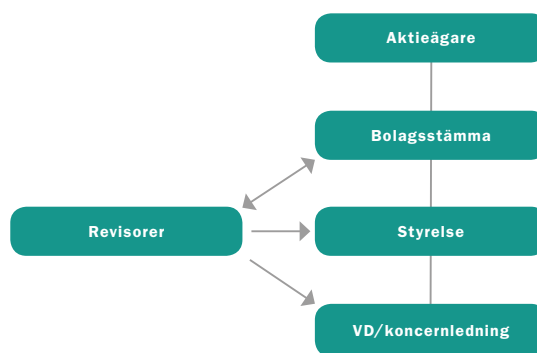 Aktieägare
Bolagsstämma
Revisorer
Styrelse
VD/koncernledning